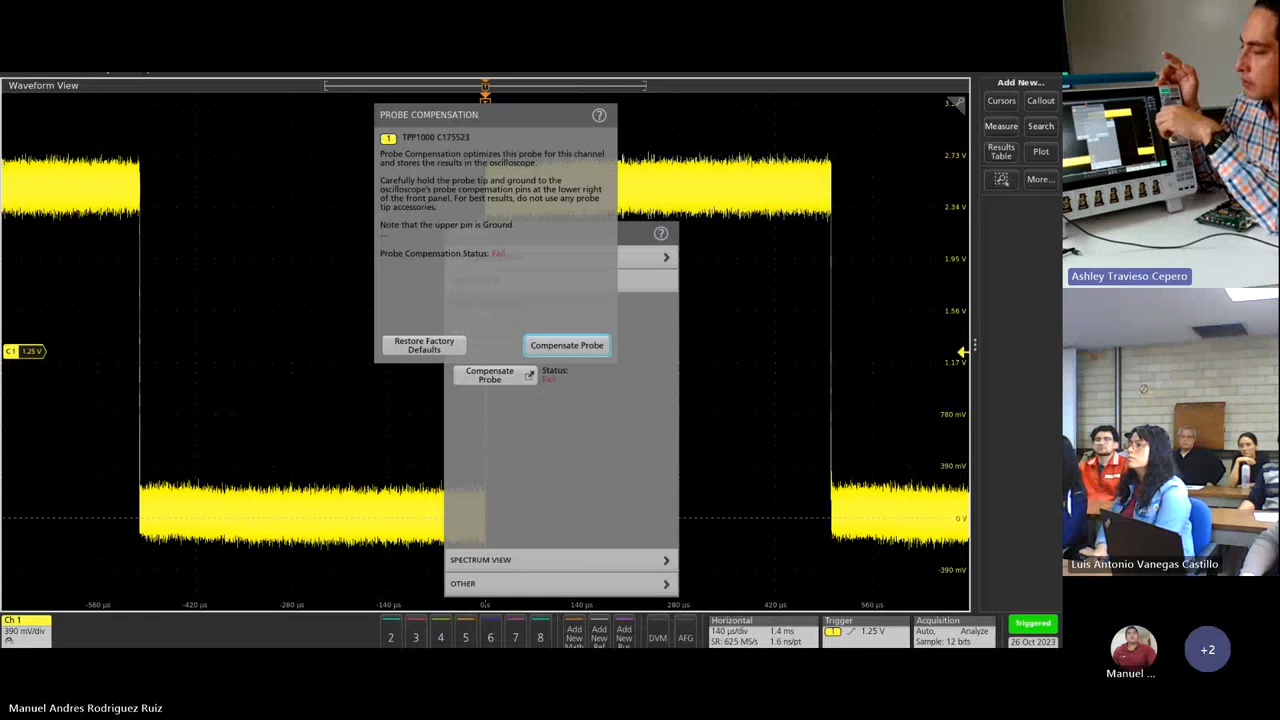 Waveform View
T
PROBE COMPENSATION
?
1 TPP1000 C175523
Probe Compensation optimizes this probe for this channel
and stores the results in the oscilloscope.
Carefully hold the probe tip and ground to the
oscilloscope's probe compensation pins at the lower right
of the front panel. For best results, do not use any probe
tip accessories.
Note that the upper pin is Ground
...
Probe Compensation Status: Fail
Restore Factory
Defaults
Compensate Probe
?
Compensate
Probe
Status:
Fail
SPECTRUM VIEW
OTHER
C 1 1.25 V
2.73 V
2.34 V
1.95 V
1.56 V
1.17 V
780 mV
390 mV
0 V
-390 mV
-560 µs
-420 µs
-280 µs
-140 µs
0 s
140 µs
280 µs
420 µs
560 µs
Add New...
Cursors
Callout
Measure
Search
Results
Table
Plot
More...
Ch 1
390 mV/div
2
3
4
5
6
7
8
Add
New
Math
Add
New
Ref
Add
New
Bus
DVM
AFG
Horizontal
140 µs/div
1.4 ms
SR: 625 MS/s
1.6 ns/pt
Trigger
1 1.25 V
Acquisition
Auto,
Analyze
Sample: 12 bits
Triggered
26 Oct 2023
Ashley Travieso Cepero
Luis Antonio Vanegas Castillo
Manuel ...
+2
Manuel Andres Rodriguez Ruiz